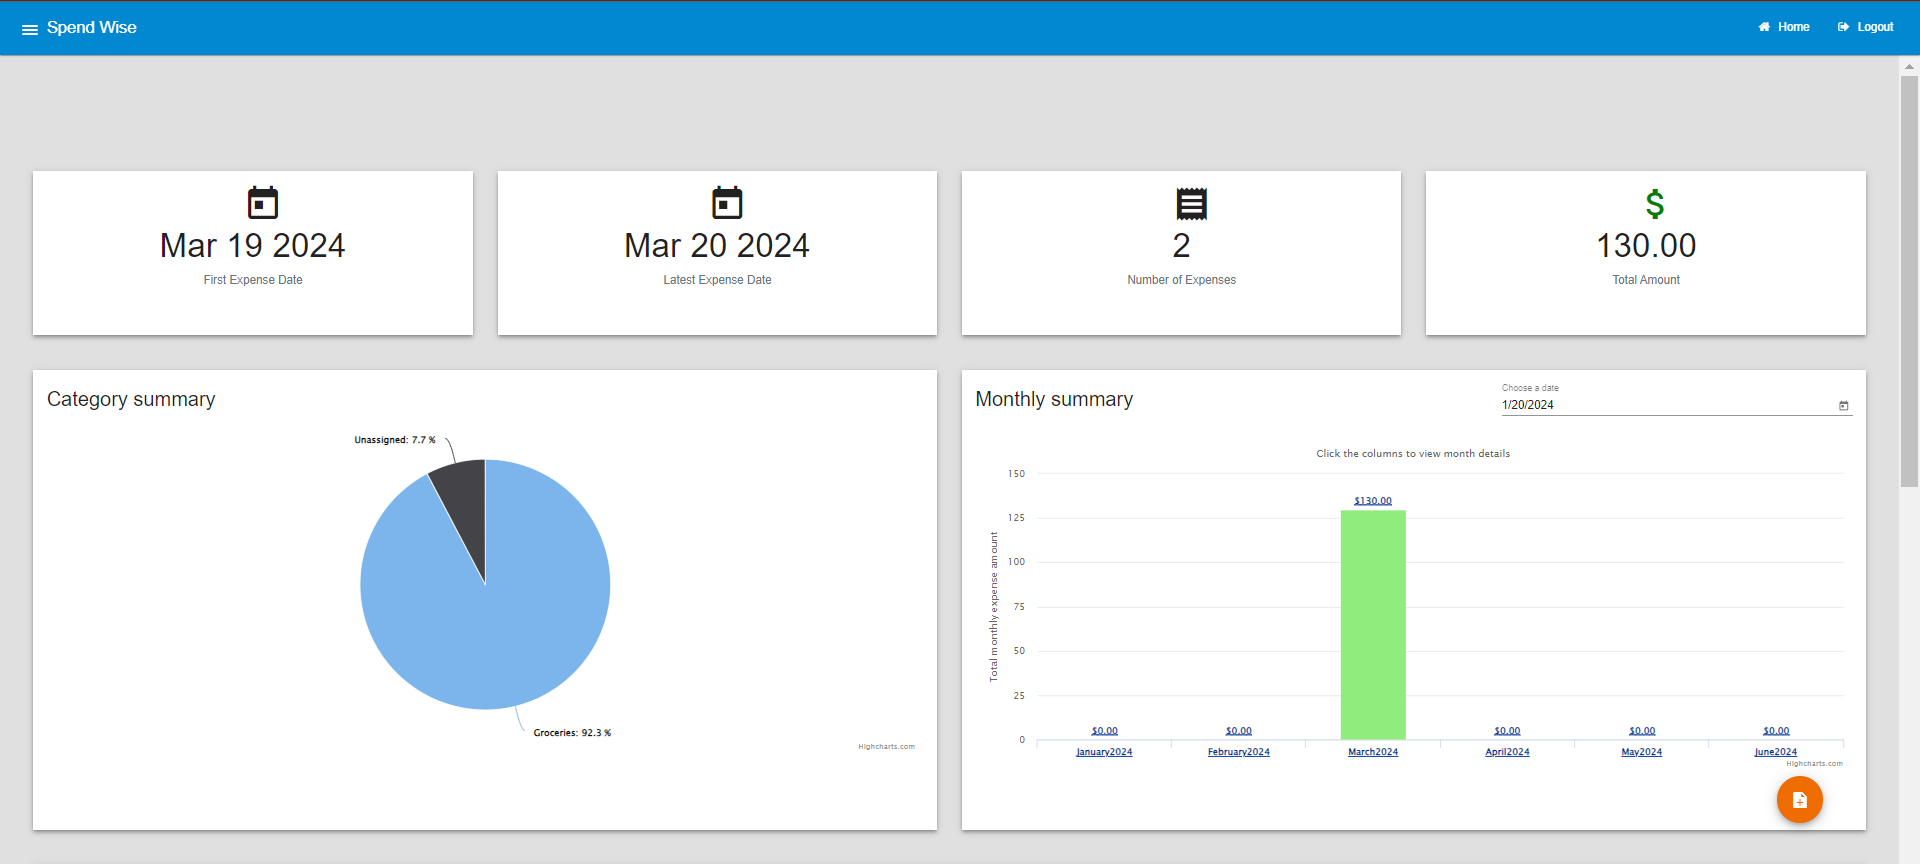 Spend Wise
Home
Logout
Mar 19 2024
First Expense Date
Mar 20 2024
Latest Expense Date
2
Number of Expenses
$
130.00
Total Amount
Category summary
Unassigned: 7.7 %
Groceries: 92.3 %
Highcharts.com
Monthly summary
Choose a date
1/20/2024
Click the columns to view month details
Total monthly expense amount
150
125
100
75
50
25
0
$0.00
$0.00
$130.00
$0.00
$0.00
$0.00
January2024
February2024
March2024
April2024
May2024
June2024
Highcharts.com